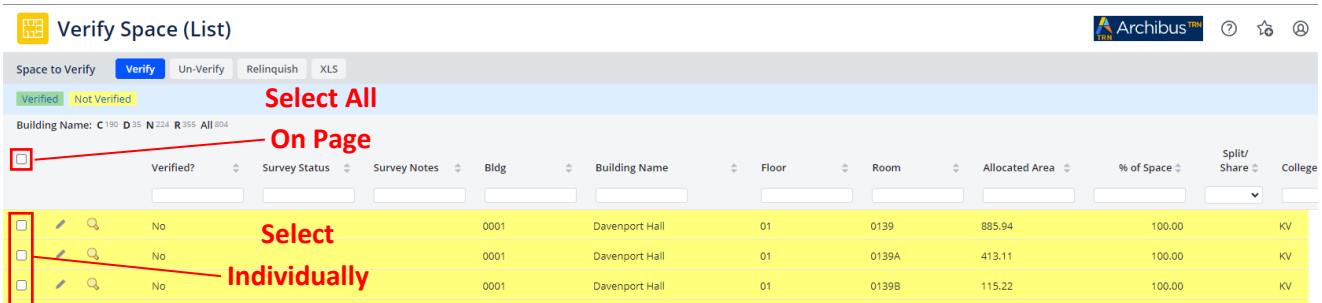 Verify Space (List)
Archibus™ TRN
TRN
Space to Verify Verify Un-Verify Relinquish XLS
Verified Not Verified
Select All
Building Name: C 190 D 35 N 224 R 355 All 804
On Page
Verified? Survey Status Survey Notes Bldg Building Name Floor Room Allocated Area % of Space Split/
Share College
No 0001 Davenport Hall 01 0139 885.94 100.00 KV
Select
No 0001 Davenport Hall 01 0139A 413.11 100.00 KV
Individually
No 0001 Davenport Hall 01 0139B 115.22 100.00 KV